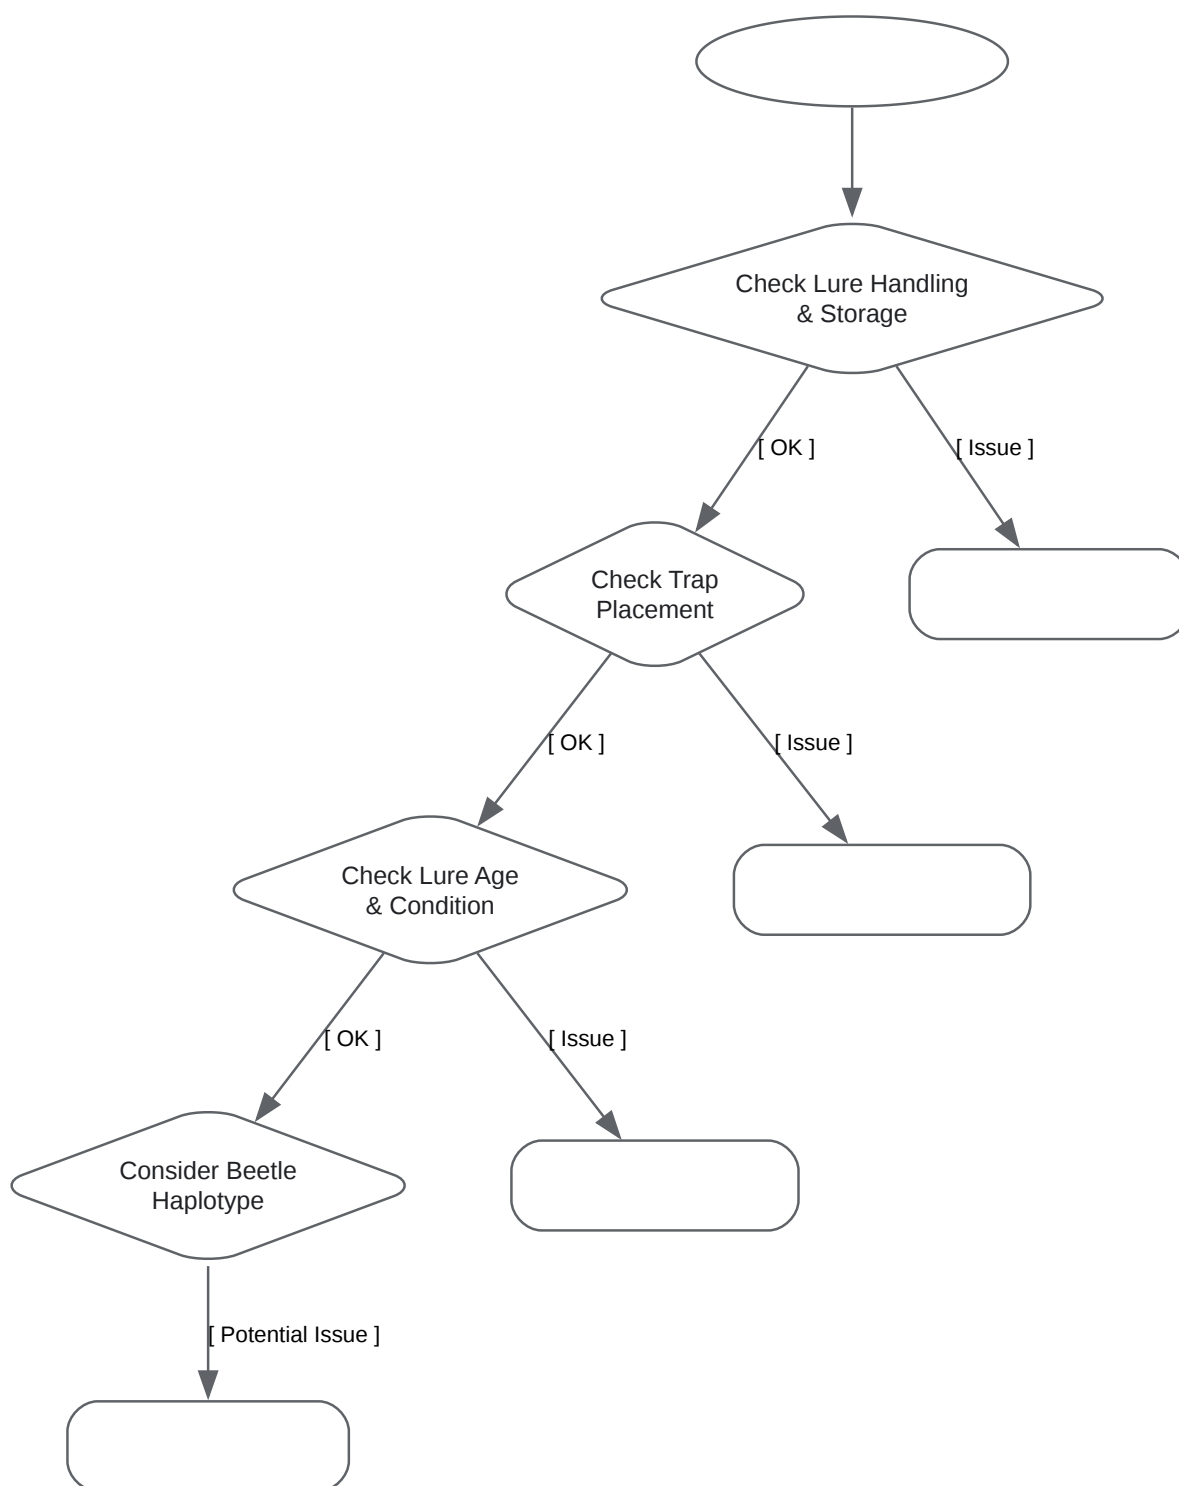 Check Lure Handling
& Storage
[ OK ]
[ Issue ]
Check Trap
Placement
[ OK ]
[ Issue ]
Check Lure Age
& Condition
[ OK ]
[ Issue ]
Consider Beetle
Haplotype
[ Potential Issue ]